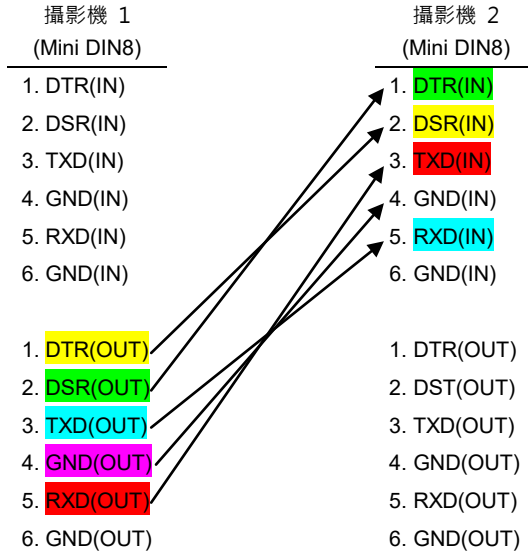 攝影機 1
(Mini DIN8)
1. DTR(IN)
2. DSR(IN)
3. TXD(IN)
4. GND(IN)
5. RXD(IN)
6. GND(IN)
1. DTR(OUT)
2. DSR(OUT)
3. TXD(OUT)
4. GND(OUT)
5. RXD(OUT)
6. GND(OUT)
攝影機 2
(Mini DIN8)
1. DTR(IN)
2. DSR(IN)
3. TXD(IN)
4. GND(IN)
5. RXD(IN)
6. GND(IN)
1. DTR(OUT)
2. DST(OUT)
3. TXD(OUT)
4. GND(OUT)
5. RXD(OUT)
6. GND(OUT)